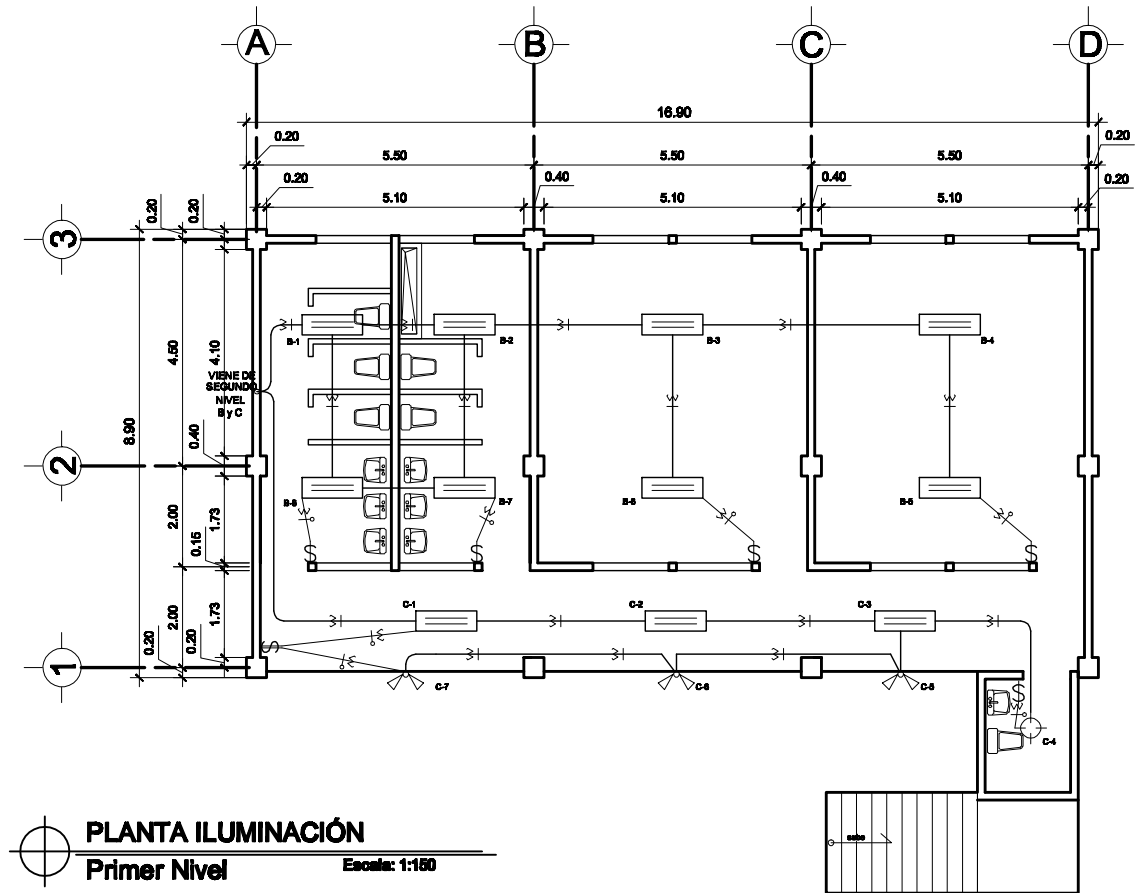 A
B
C
D
16.90
0.20
0.20
5.50
5.50
5.50
0.20
0.40
0.40
0.20
5.10
5.10
5.10
3
2
1
0.20
0.20
4.50
4.10
8.90
0.40
2.00
1.73
0.15
2.00
1.73
0.20
0.20
VIENE DE
SEGUNDO
NIVEL
B y C
B-1
B-2
B-3
B-4
B-8
B-7
B-6
B-5
S
S
S
S
C-1
C-2
C-3
S
C-7
C-6
C-5
S
C-4
sube
PLANTA ILUMINACIÓN
Primer Nivel
Escala: 1:150